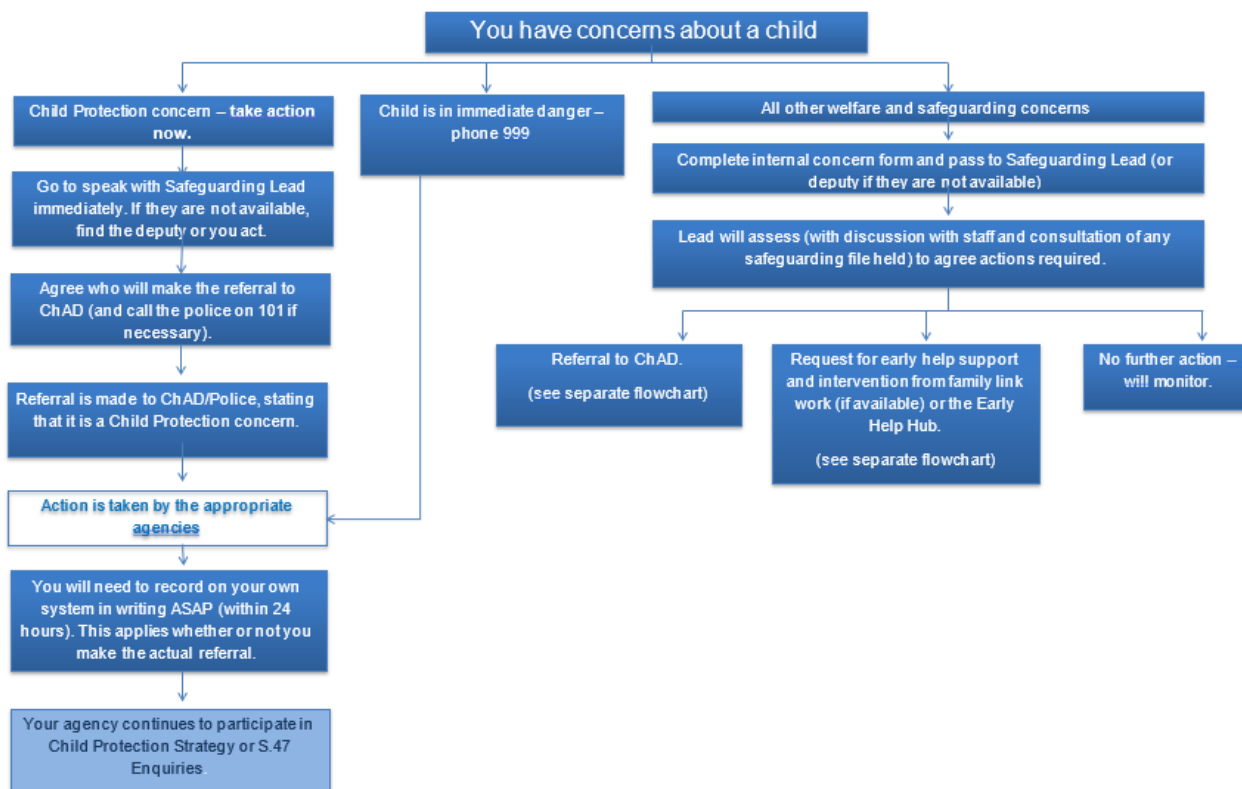 You have concerns about a child
Child Protection concern – take action
now.
Go to speak with Safeguarding Lead
immediately. If they are not available,
find the deputy or you act.
Agree who will make the referral to
ChAD (and call the police on 101 if
necessary).
Referral is made to ChAD/Police, stating
that it is a Child Protection concern.
Action is taken by the appropriate
agencies
You will need to record on your own
system in writing ASAP (within 24
hours). This applies whether or not you
make the actual referral.
Your agency continues to participate in
Child Protection Strategy or S.47
Enquiries.
Child is in immediate danger –
phone 999
All other welfare and safeguarding concerns
Complete internal concern form and pass to Safeguarding Lead (or
deputy if they are not available)
Lead will assess (with discussion with staff and consultation of any
safeguarding file held) to agree actions required.
Referral to ChAD.
(see separate flowchart)
Request for early help support
and intervention from family link
work (if available) or the Early
Help Hub.
(see separate flowchart)
No further action –
will monitor.